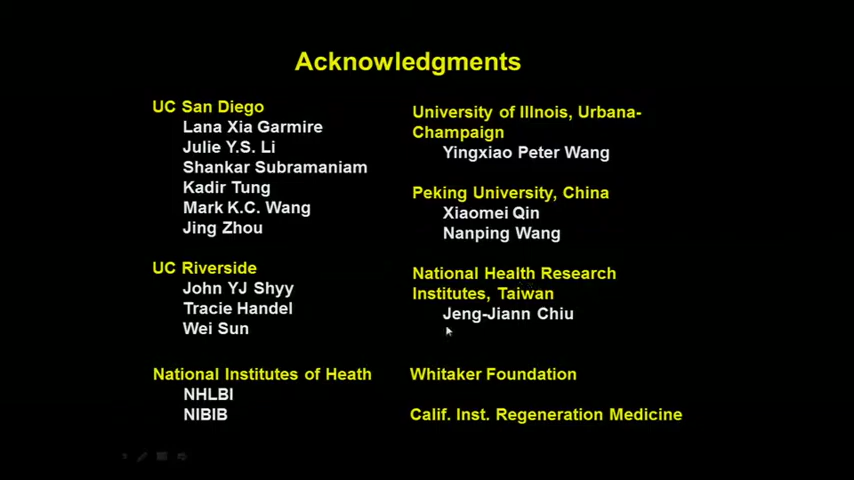 Acknowledgments
UC San Diego
Lana Xia Garmire
Julie Y.S. Li
Shankar Subramaniam
Kadir Tung
Mark K.C. Wang
Jing Zhou
UC Riverside
John YJ Shyy
Tracie Handel
Wei Sun
National Institutes of Heath
NHLBI
NIBIB
University of Illnois, Urbana-
Champaign
Yingxiao Peter Wang
Peking University, China
Xiaomei Qin
Nanping Wang
National Health Research
Institutes, Taiwan
Jeng-Jiann Chiu
Whitaker Foundation
Calif. Inst. Regeneration Medicine